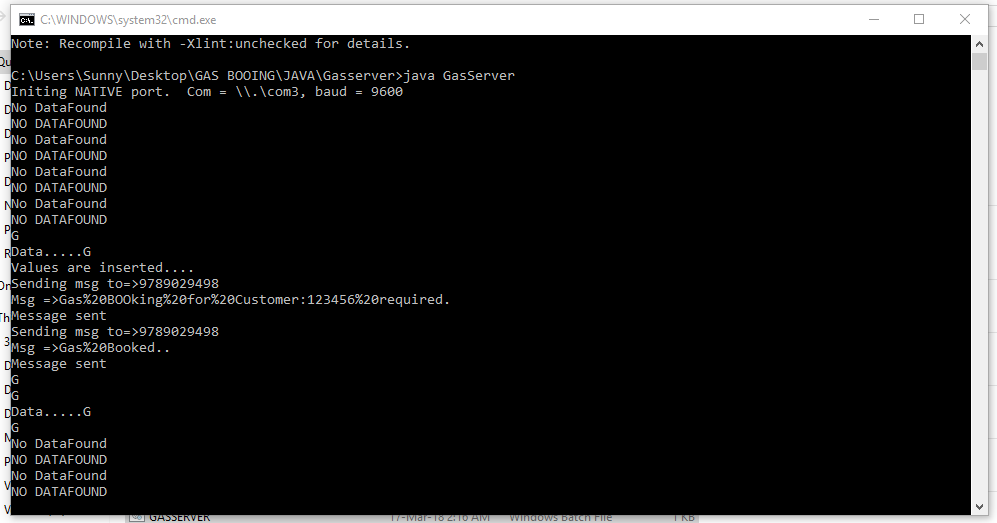 C:\WINDOWS\system32\cmd.exe
Note: Recompile with -Xlint:unchecked for details.
C:\Users\Sunny\Desktop\GAS BOOING\JAVA\Gasserver>java GasServer
Initing NATIVE port.  Com = \\.\com3, baud = 9600
No DataFound
NO DATAFOUND
No DataFound
NO DATAFOUND
No DataFound
NO DATAFOUND
No DataFound
NO DATAFOUND
G
Data.....G
Values are inserted....
Sending msg to=>9789029498
Msg =>Gas%20BOOking%20for%20Customer:123456%20required.
Message sent
Sending msg to=>9789029498
Msg =>Gas%20Booked..
Message sent
G
G
Data.....G
G
No DataFound
NO DATAFOUND
No DataFound
NO DATAFOUND
GASSERVER 17-Mar-18 2:16 AM Windows Batch File 1 KB